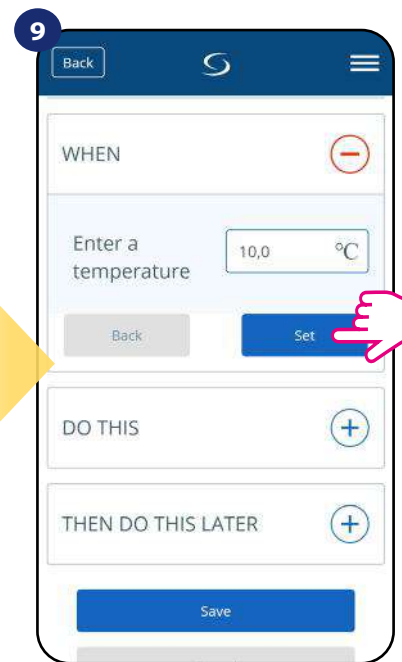 9
Back
WHEN
Enter a
temperature
10,0 °C
Back
Set
DO THIS
THEN DO THIS LATER
Save